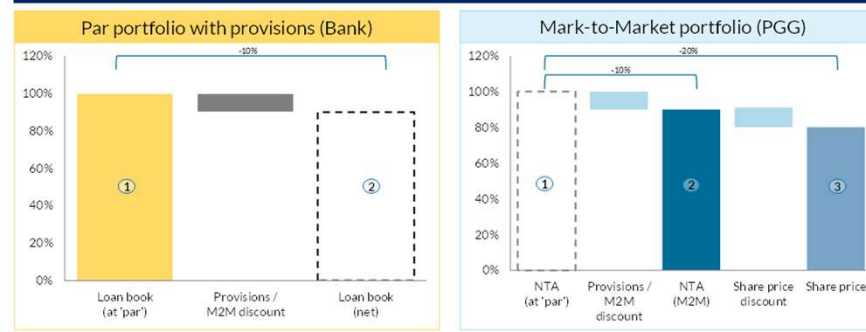 Par portfolio with provisions (Bank)
-10%
120%
100%
80%
60%
40%
20%
0%
1
2
Loan book
(at 'par')
Provisions /
M2M discount
Loan book
(net)
Mark-to-Market portfolio (PGG)
-20%
-10%
120%
100%
80%
60%
40%
20%
0%
1
2
3
NTA
(at 'par')
Provisions /
M2M
discount
NTA
(M2M)
Share price
discount
Share price